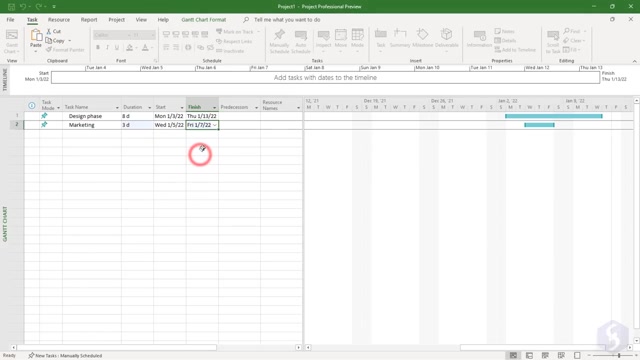 Project1 - Project Professional Preview
File Task Resource Report Project View Help Gantt Chart Format Tell me what you want to do
Gantt Chart
Paste
Cut
Copy
Mark on Track
Respect Links
Inactivate
Manually Schedule
Auto Schedule
Inspect
Move
Mode
Task
Summary
Milestone
Deliverable
Information
Notes
Details
Add to Timeline
Scroll to Task
View
Clipboard
Font
Schedule
Tasks
Insert
Properties
Editing
TIMELINE
Start
Mon 1/3/22
Tue Jan 4 Wed Jan 5 Thu Jan 6 Fri Jan 7 Sat Jan 8 Sun Jan 9 Mon Jan 10 Tue Jan 11 Wed Jan 12 Thu Jan 13
Add tasks with dates to the timeline
Finish
Thu 1/13/22
Task Mode Task Name Duration Start Finish Predecessors Resource Names
12, '21 Dec 19, '21 Dec 26, '21 Jan 2, '22 Jan 9, '22
M T W T F S S M T W T F S S M T W T F S S M T W T F S S M T W T F S
1 Design phase 8 d Mon 1/3/22 Thu 1/13/22
2 Marketing 3 d Wed 1/5/22 Fri 1/7/22
GANTT CHART
Ready New Tasks : Manually Scheduled